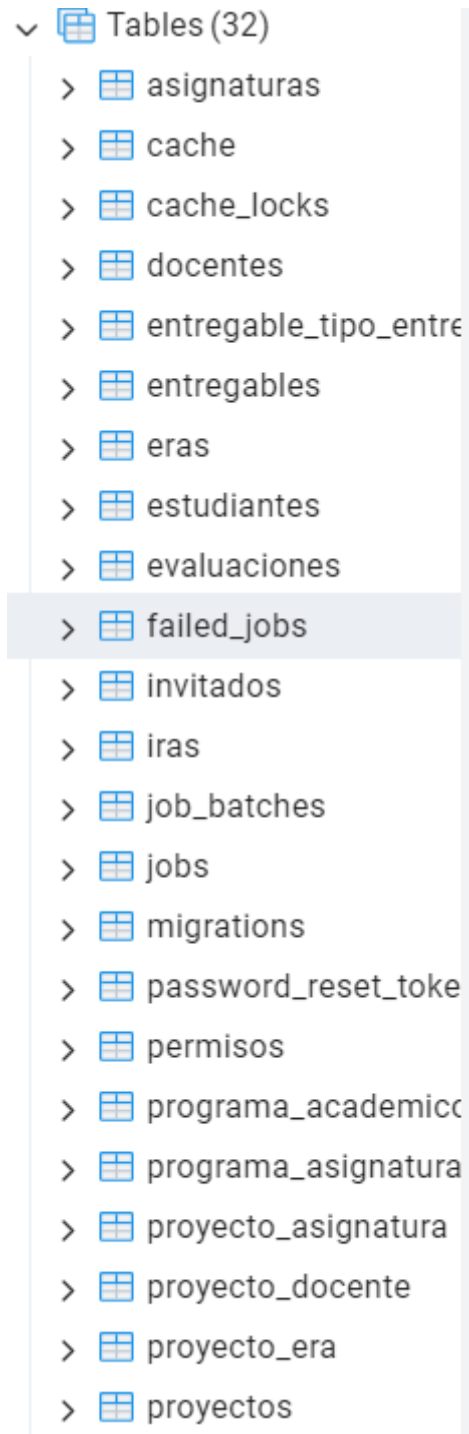 Tables (32)
asignaturas
cache
cache_locks
docentes
entregable_tipo_entre
entregables
eras
estudiantes
evaluaciones
failed_jobs
invitados
iras
job_batches
jobs
migrations
password_reset_toke
permisos
programa_academico
programa_asignatura
proyecto_asignatura
proyecto_docente
proyecto_era
proyectos